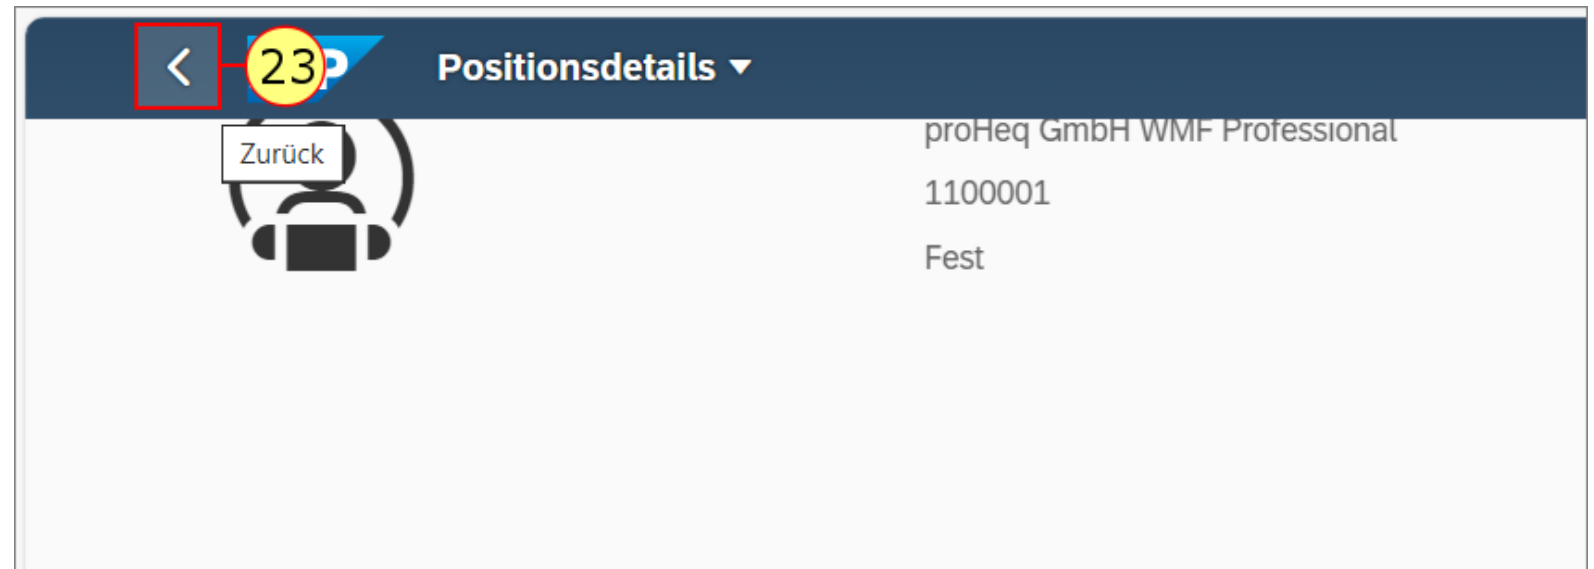 23
Positionsdetails
Zurück
proHeq GmbH WMF Professional
1100001
Fest